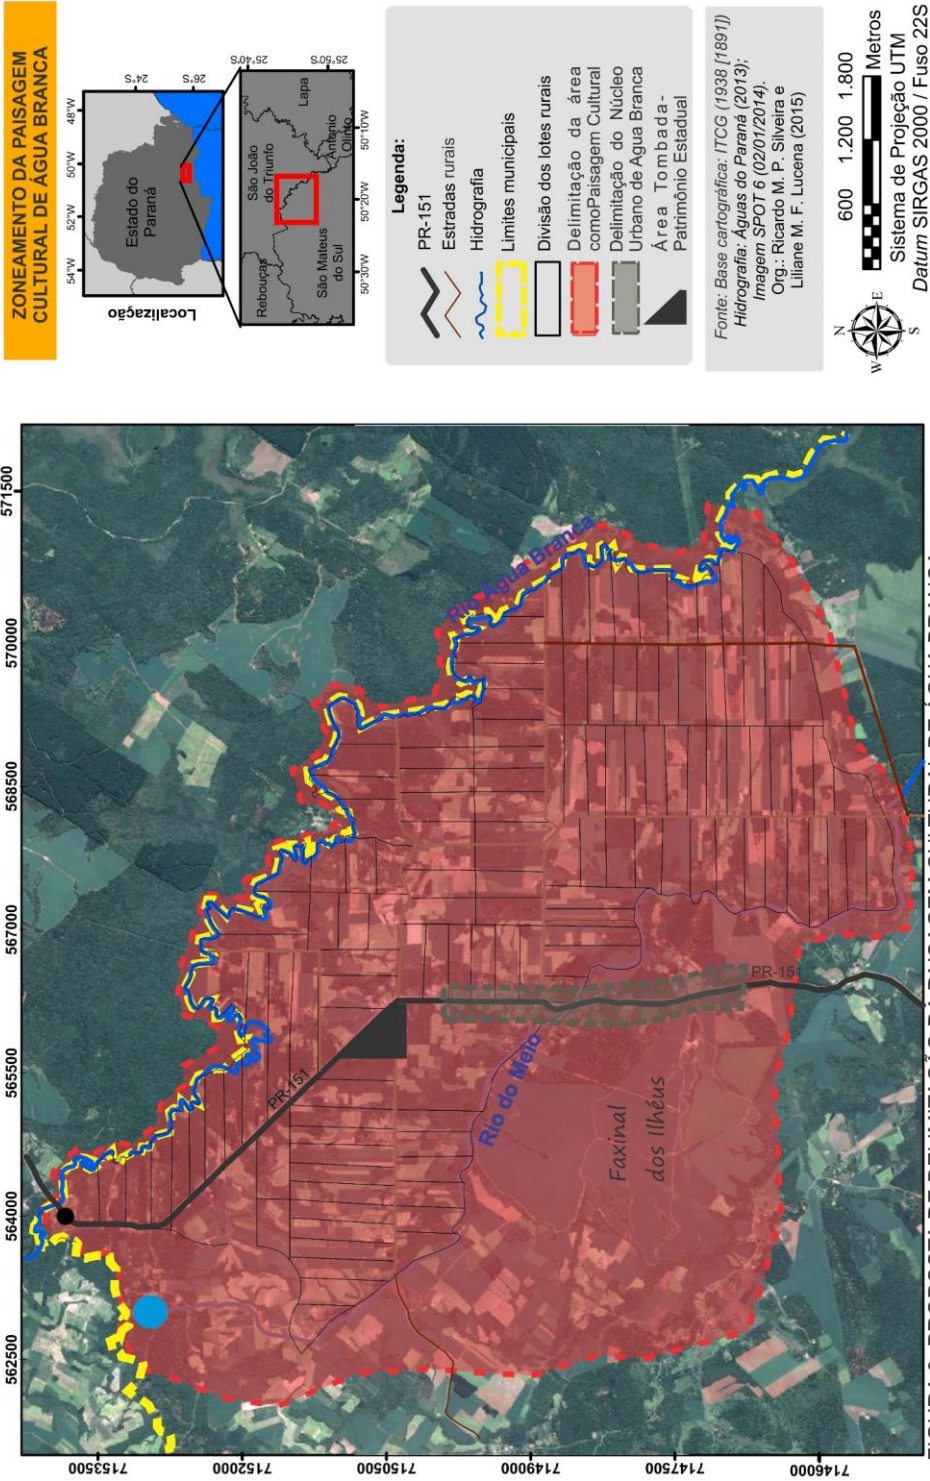 ZONEAMENTO DA PAISAGEM
CULTURAL DE ÁGUA BRANCA
Localização
54°W
52°W
50°W
48°W
24°S
26°S
Estado do
Paraná
25°40'S
25°50'S
Rebouças
São João
do Triunfo
Lapa
São Mateus
do Sul
Antonio
Olinto
50°30'W
50°20'W
50°10'W
Legenda:
PR-151
Estradas rurais
Hidrografia
Limites municipais
Divisão dos lotes rurais
Delimitação da área
comoPaisagem Cultural
Delimitação do Núcleo
Urbano de Água Branca
Área Tombada-
Patrimônio Estadual
Fonte: Base cartográfica: ITCG (1938 [1891])
Hidrografia: Águas do Paraná (2013);
Imagem SPOT 6 (02/01/2014).
Org.: Ricardo M. P. Silveira e
Liliane M. F. Lucena (2015)
N
W
E
S
600
1.200
1.800
Metros
Sistema de Projeção UTM
Datum SIRGAS 2000 / Fuso 22S
562500
564000
565500
567000
568500
570000
571500
7153500
7152000
7150500
7149000
7147500
7146000
Rio Água Branca
PR-151
Rio do Meio
PR-151
Faxinal
dos Ilhéus